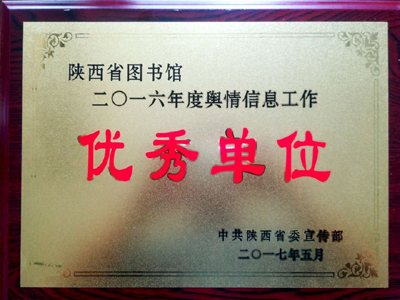 陕西省图书馆
二〇一六年度舆情信息工作
优秀单位
中共陕西省委宣传部
二〇一七年五月